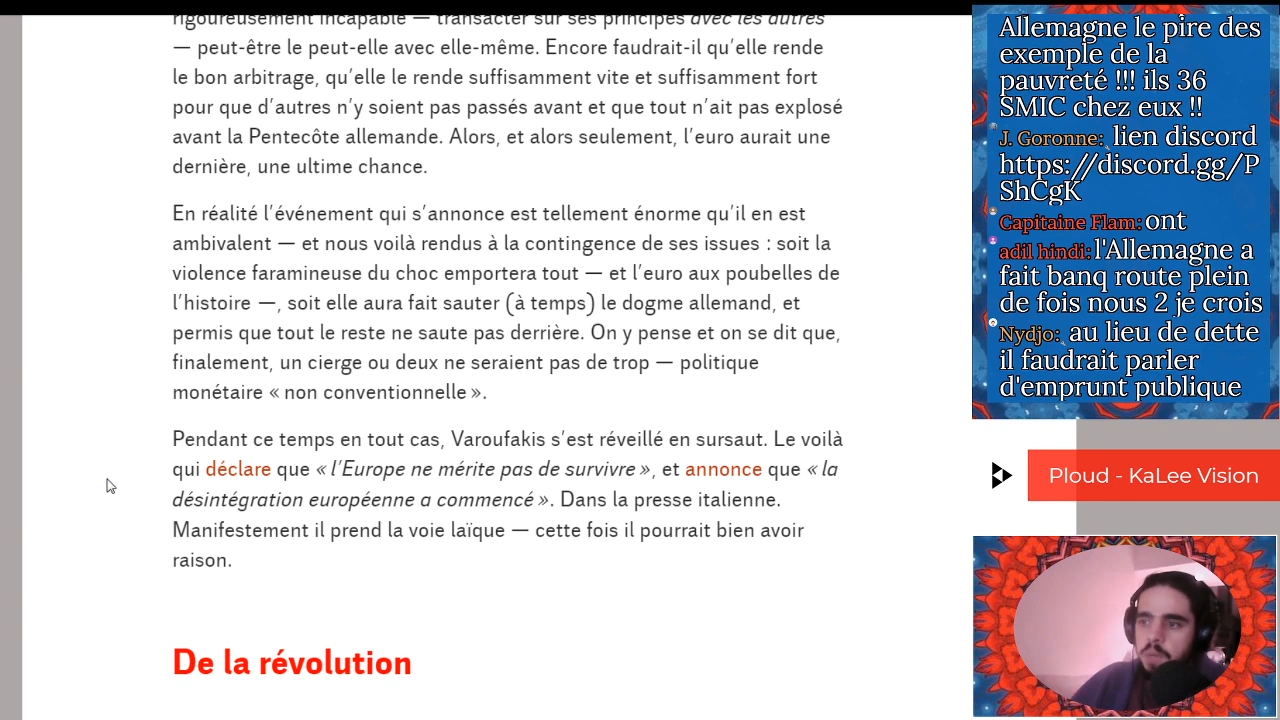 rigoureusement incapable — transacter sur ses principes avec les autres
— peut-être le peut-elle avec elle-même. Encore faudrait-il qu’elle rende
le bon arbitrage, qu’elle le rende suffisamment vite et suffisamment fort
pour que d’autres n’y soient pas passés avant et que tout n’ait pas explosé
avant la Pentecôte allemande. Alors, et alors seulement, l’euro aurait une
dernière, une ultime chance.
En réalité l’événement qui s’annonce est tellement énorme qu’il en est
ambivalent — et nous voilà rendus à la contingence de ses issues : soit la
violence faramineuse du choc emportera tout — et l’euro aux poubelles de
l’histoire —, soit elle aura fait sauter (à temps) le dogme allemand, et
permis que tout le reste ne saute pas derrière. On y pense et on se dit que,
finalement, un cierge ou deux ne seraient pas de trop — politique
monétaire « non conventionnelle ».
Pendant ce temps en tout cas, Varoufakis s’est réveillé en sursaut. Le voilà
qui déclare que « l’Europe ne mérite pas de survivre », et annonce que « la
désintégration européenne a commencé ». Dans la presse italienne.
Manifestement il prend la voie laïque — cette fois il pourrait bien avoir
raison.
De la révolution
Allemagne le pire des
exemple de la
pauvreté !!! ils 36
SMIC chez eux !!
J. Goronne: lien discord
https://discord.gg/P
ShCgK
Capitaine Flam: ont
adil hindi: l'Allemagne a
fait banq route plein
de fois nous 2 je crois
Nydjo: au lieu de dette
il faudrait parler
d'emprunt publique
Ploud - KaLee Vision